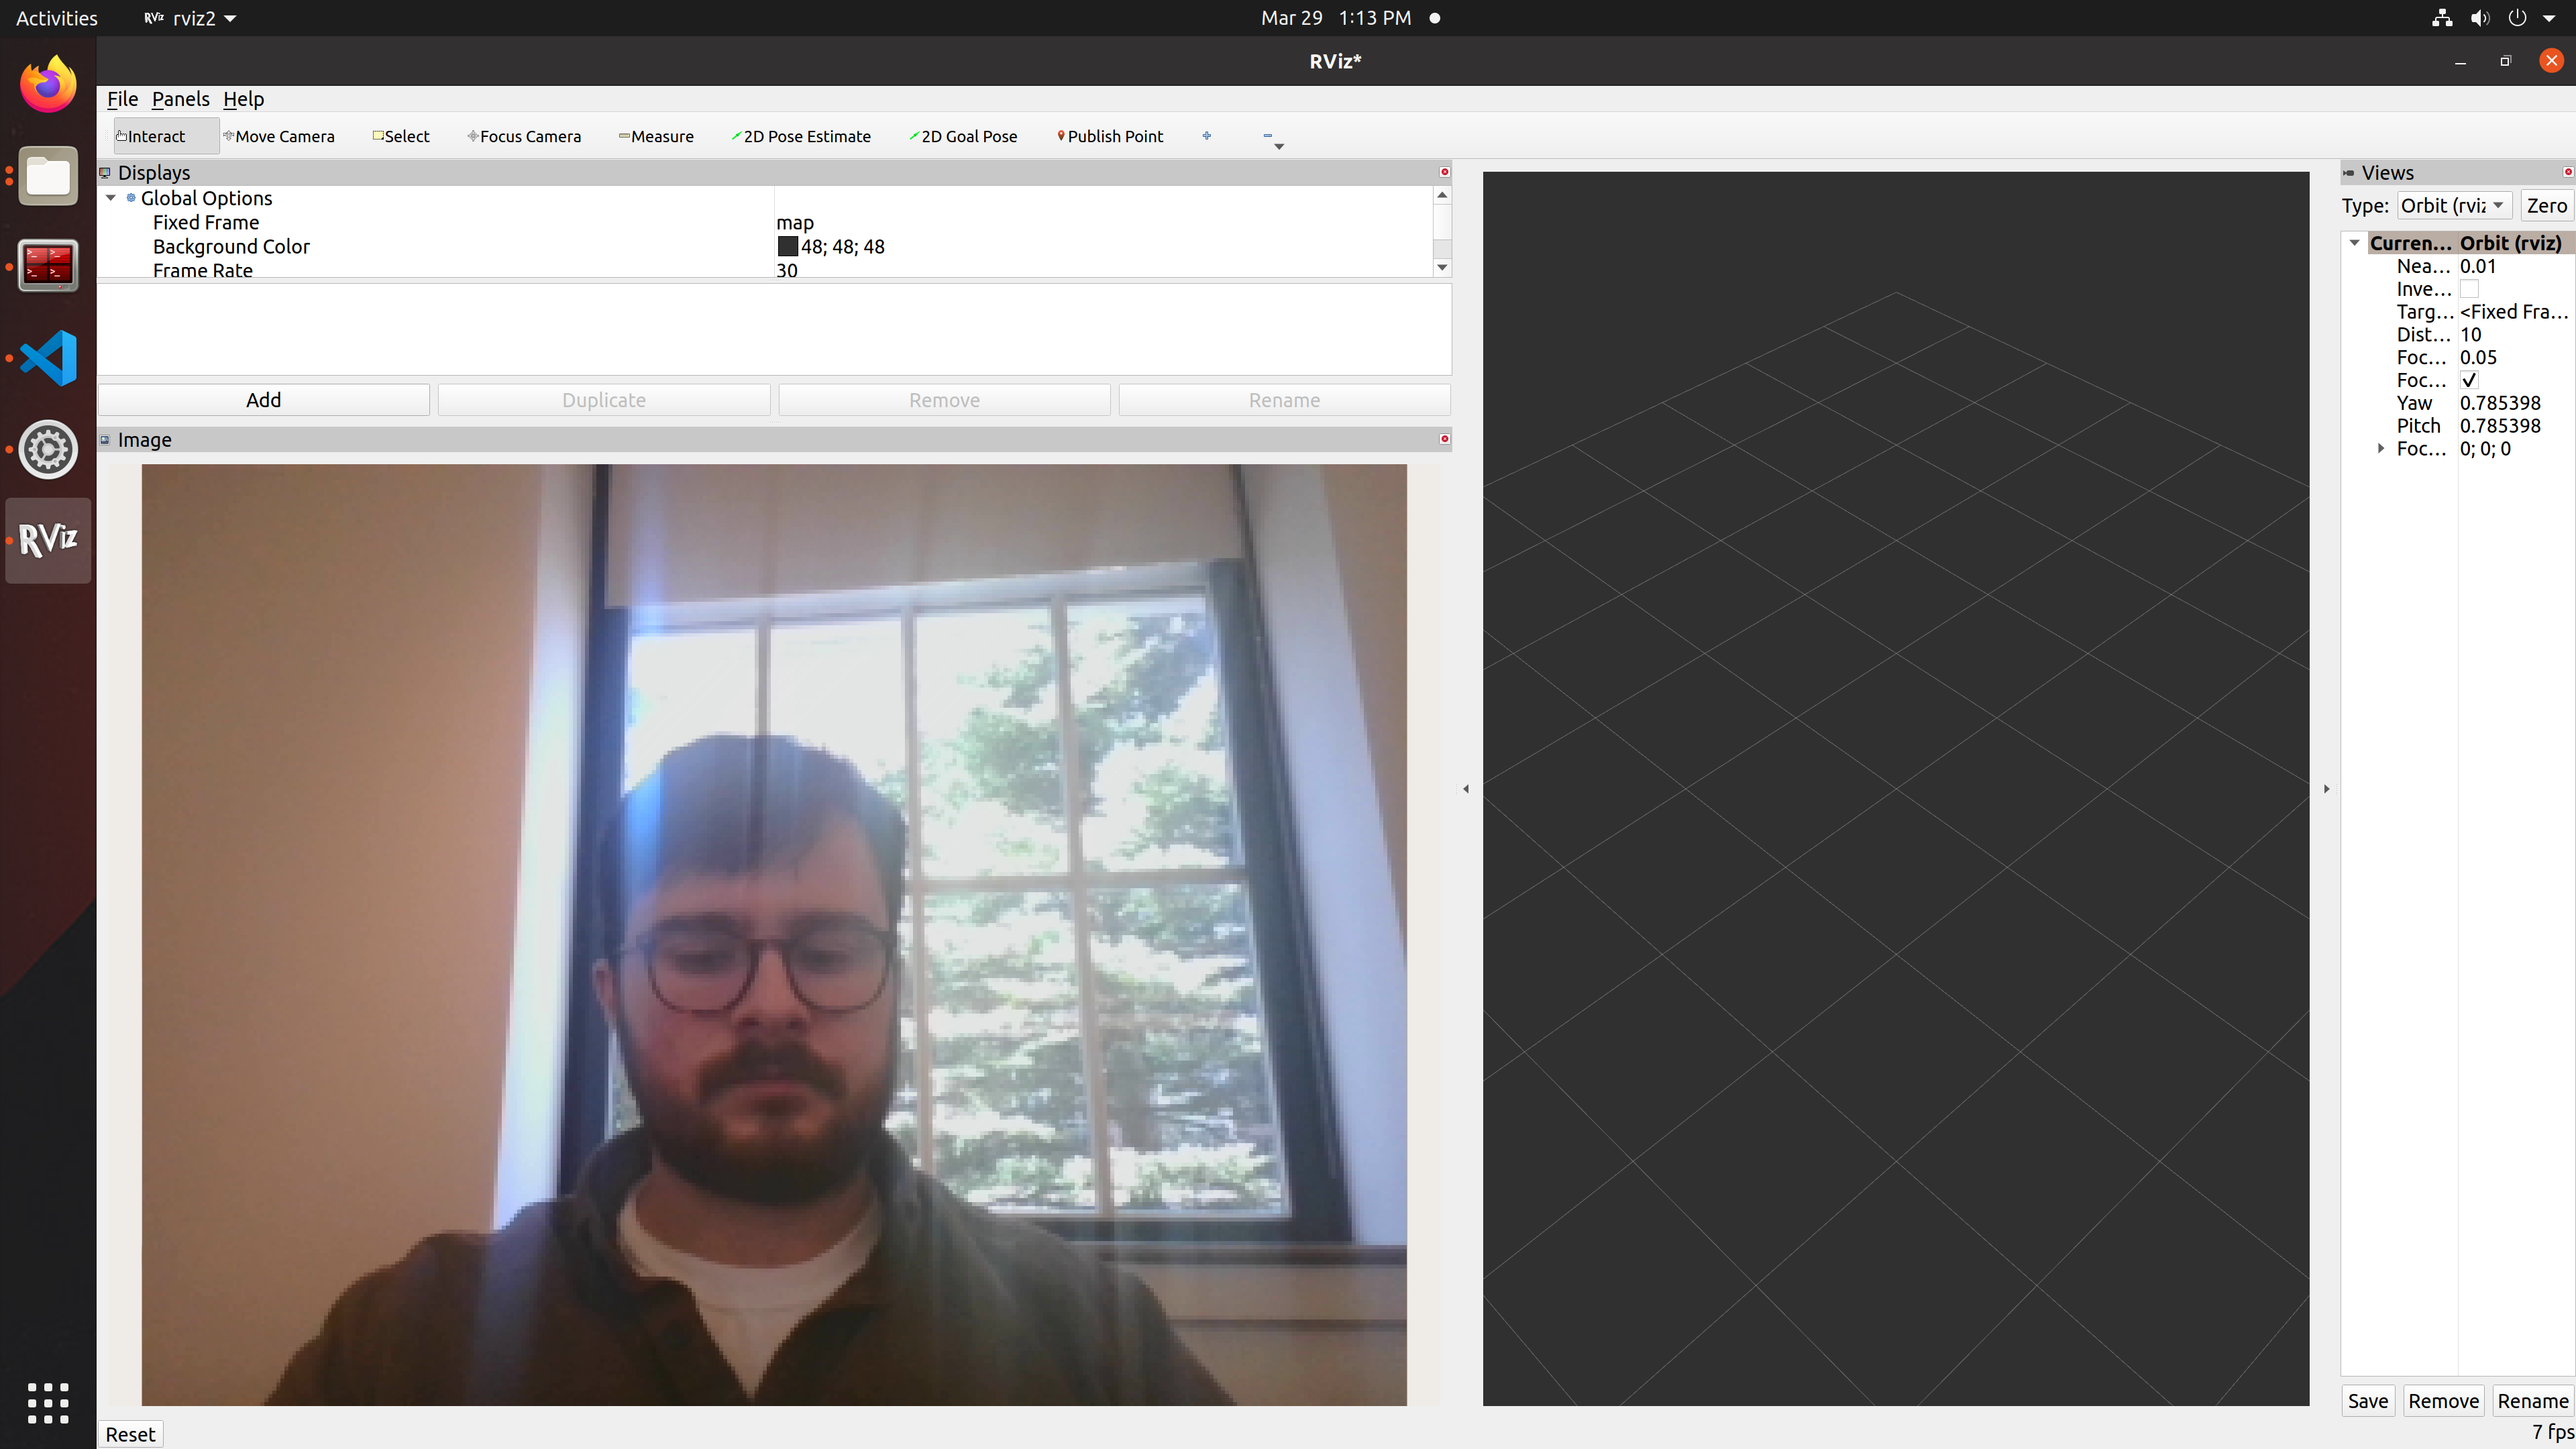 Activities RViz rviz2 Mar 29 1:13 PM
RViz*
File Panels Help
Interact Move Camera Select Focus Camera Measure 2D Pose Estimate 2D Goal Pose Publish Point
Displays
Global Options
Fixed Frame map
Background Color 48; 48; 48
Frame Rate 30
Add Duplicate Remove Rename
Image
RViz
Reset
Views
Type: Orbit (rviz Zero
Curren... Orbit (rviz)
Nea... 0.01
Inve...
Targ... <Fixed Fra...
Dist... 10
Foc... 0.05
Foc...
Yaw 0.785398
Pitch 0.785398
Foc... 0; 0; 0
Save Remove Rename
7 fps